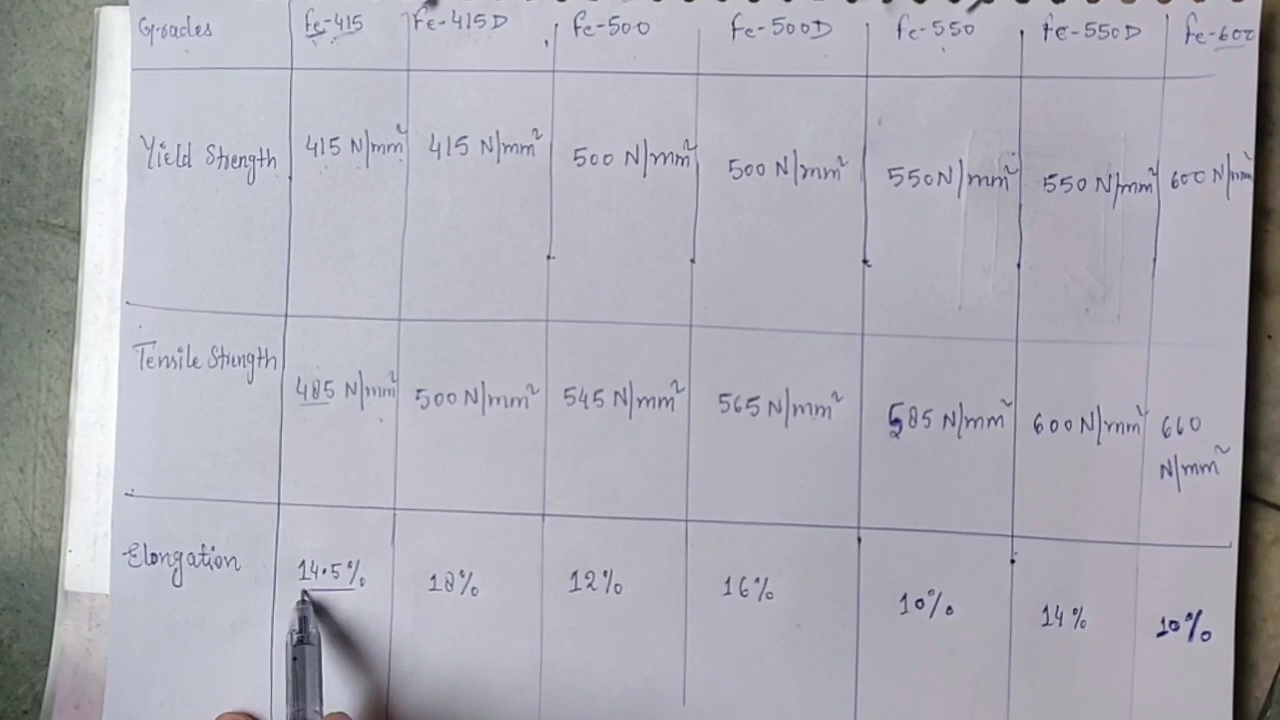 Grades fe-415 fe-415D fe-500 fe-500D fe-550 fe-550D fe-600
Yield Strength 415 N/mm² 415 N/mm² 500 N/mm² 500 N/mm² 550 N/mm² 550 N/mm² 600 N/mm²
Tensile Strength 485 N/mm² 500 N/mm² 545 N/mm² 565 N/mm² 585 N/mm² 600 N/mm² 660
N/mm²
Elongation 14.5% 18% 12% 16% 10% 14% 10%